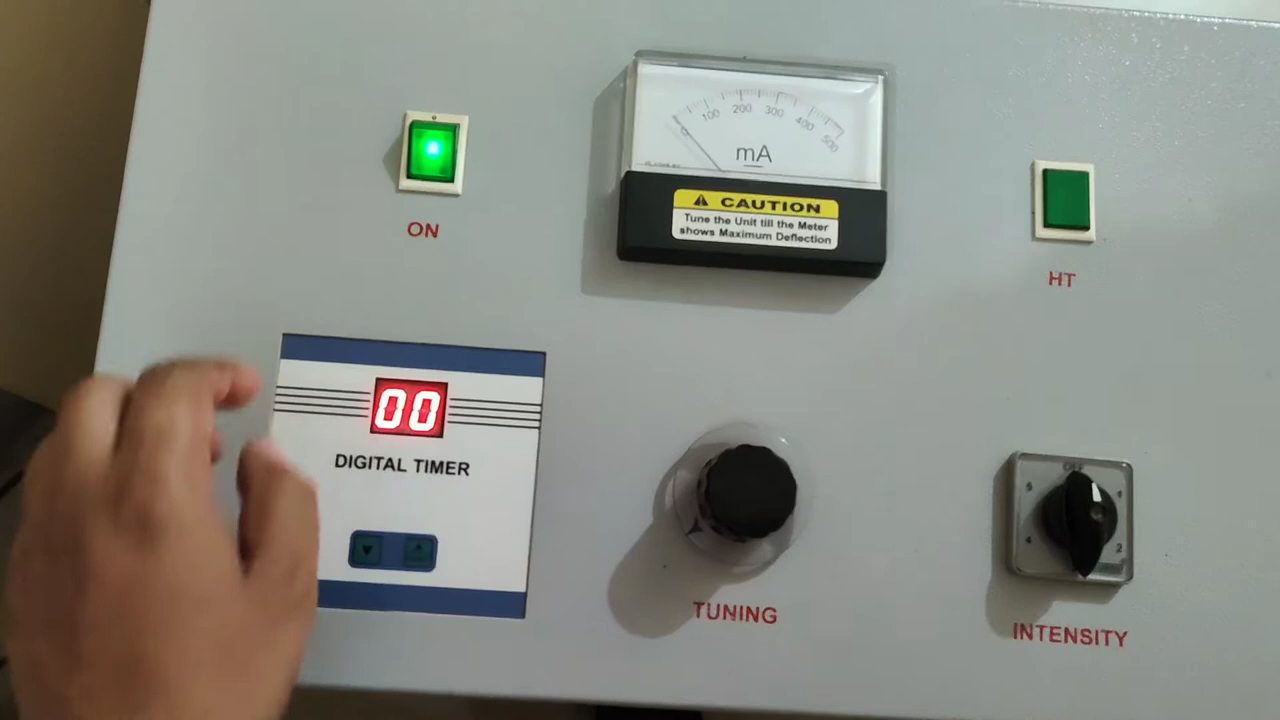 0 100 200 300 400 500
mA
CAUTION
Tune the Unit till the Meter
shows Maximum Deflection
ON
HT
00
DIGITAL TIMER
TUNING
OFF
5
4
2
INTENSITY